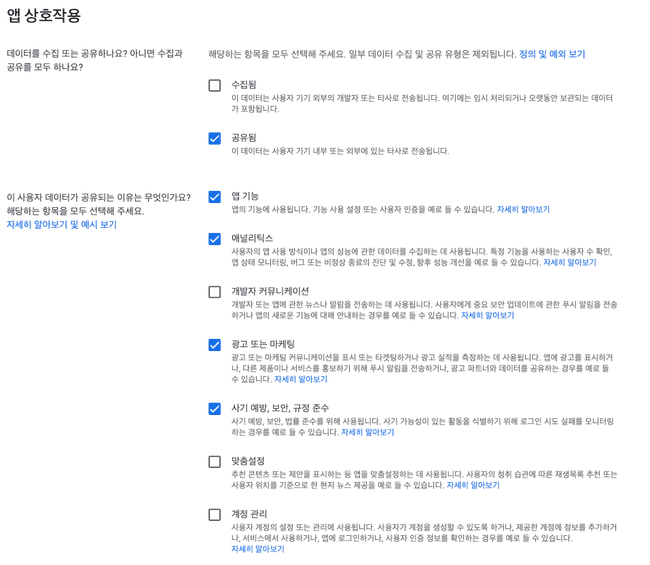 앱 상호작용
데이터를 수집 또는 공유하나요? 아니면 수집과
공유를 모두 하나요?
해당하는 항목을 모두 선택해 주세요. 일부 데이터 수집 및 공유 유형은 제외됩니다. 정의 및 예외 보기
수집됨
이 데이터는 사용자 기기 외부의 개발자 또는 타사로 전송됩니다. 여기에는 임시 처리되거나 오랫동안 보관되는 데이터
가 포함됩니다.
공유됨
이 데이터는 사용자 기기 내부 또는 외부에 있는 타사로 전송됩니다.
이 사용자 데이터가 공유되는 이유는 무엇인가요?
해당하는 항목을 모두 선택해 주세요.
자세히 알아보기 및 예시 보기
앱 기능
앱의 기능에 사용됩니다. 기능 사용 설정 또는 사용자 인증을 예로 들 수 있습니다. 자세히 알아보기
애널리틱스
사용자의 앱 사용 방식이나 앱의 성능에 관한 데이터를 수집하는 데 사용됩니다. 특정 기능을 사용하는 사용자 수 확인,
앱 상태 모니터링, 버그 또는 비정상 종료의 진단 및 수정, 향후 성능 개선을 예로 들 수 있습니다. 자세히 알아보기
개발자 커뮤니케이션
개발자 또는 앱에 관한 뉴스나 알림을 전송하는 데 사용됩니다. 사용자에게 중요 보안 업데이트에 관한 푸시 알림을 전송
하거나 앱의 새로운 기능에 대해 안내하는 경우를 예로 들 수 있습니다. 자세히 알아보기
광고 또는 마케팅
광고 또는 마케팅 커뮤니케이션을 표시 또는 타겟팅하거나 광고 실적을 측정하는 데 사용됩니다. 앱에 광고를 표시하거
나, 다른 제품이나 서비스를 홍보하기 위해 푸시 알림을 전송하거나, 광고 파트너와 데이터를 공유하는 경우를 예로 들
수 있습니다. 자세히 알아보기
사기 예방, 보안, 규정 준수
사기 예방, 보안, 법률 준수를 위해 사용됩니다. 사기 가능성이 있는 활동을 식별하기 위해 로그인 시도 실패를 모니터링
하는 경우를 예로 들 수 있습니다. 자세히 알아보기
맞춤설정
추천 콘텐츠 또는 제안을 표시하는 등 앱을 맞춤설정하는 데 사용됩니다. 사용자의 청취 습관에 따른 재생목록 추천 또는
사용자 위치를 기준으로 한 현지 뉴스 제공을 예로 들 수 있습니다. 자세히 알아보기
계정 관리
사용자 계정의 설정 또는 관리에 사용됩니다. 사용자가 계정을 생성할 수 있도록 하거나, 제공한 계정에 정보를 추가하거
나, 서비스에서 사용하거나, 앱에 로그인하거나, 사용자 인증 정보를 확인하는 경우를 예로 들 수 있습니다.
자세히 알아보기